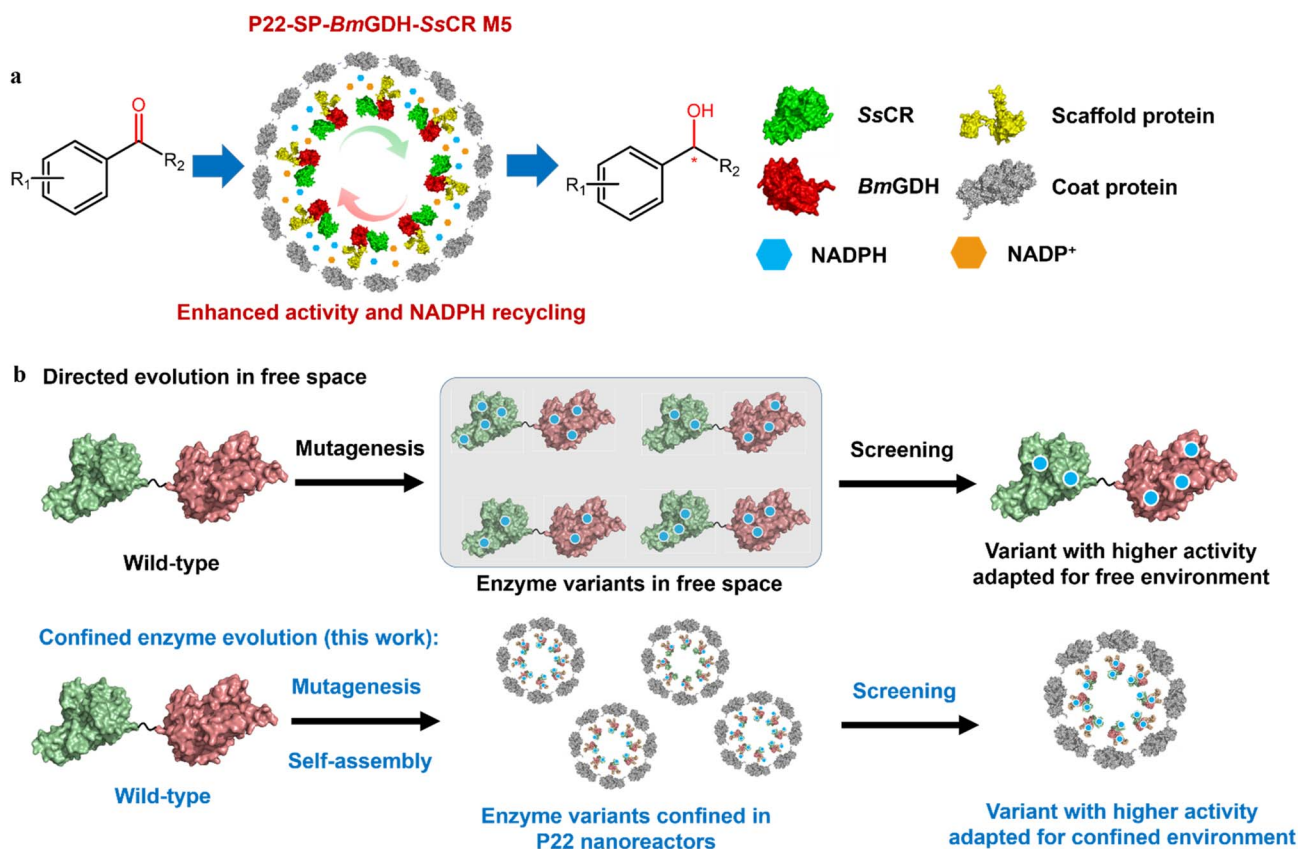 P22-SP-BmGDH-SsCR M5
a
O
R₁
R₂
OH
*
R₁
R₂
SsCR
Scaffold protein
BmGDH
Coat protein
NADPH
NADP⁺
Enhanced activity and NADPH recycling
b
Directed evolution in free space
Mutagenesis
Screening
Wild-type
Enzyme variants in free space
Variant with higher activity
adapted for free environment
Confined enzyme evolution (this work):
Mutagenesis
Self-assembly
Screening
Wild-type
Enzyme variants confined in
P22 nanoreactors
Variant with higher activity
adapted for confined environment